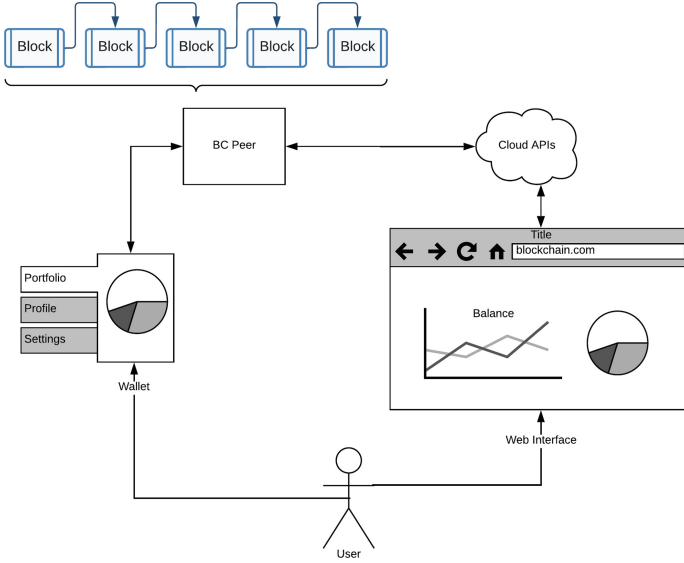 Block
Block
Block
Block
Block
BC Peer
Cloud APIs
Title
blockchain.com
Portfolio
Profile
Settings
Balance
Wallet
Web Interface
User